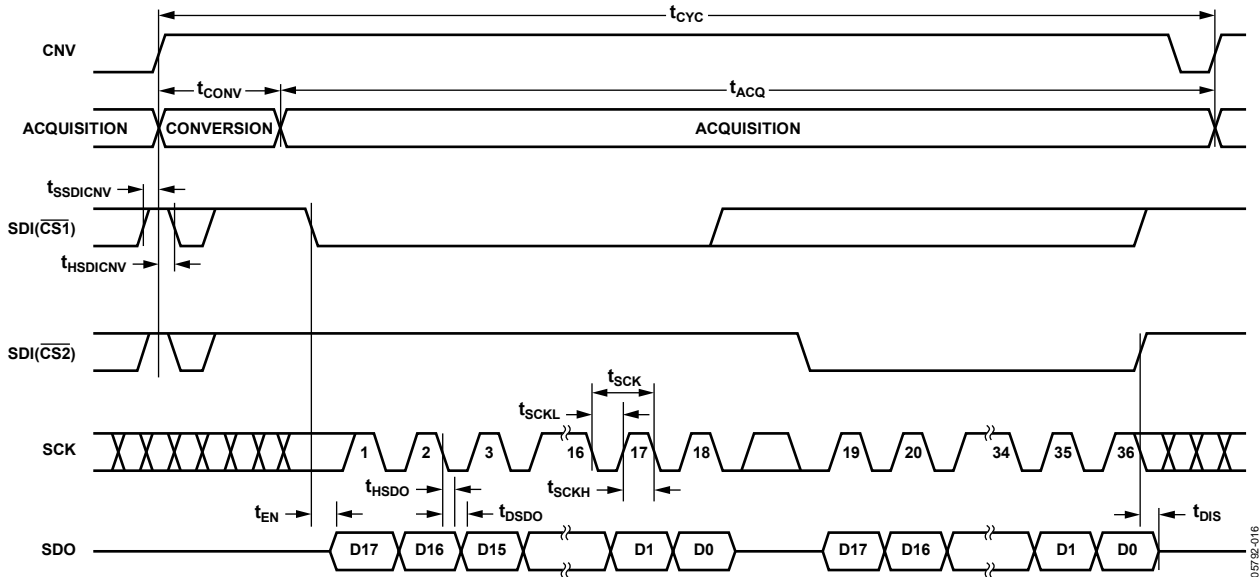 tCYC
CNV
tCONV
tACQ
ACQUISITION CONVERSION ACQUISITION
tSSDICNV
SDI(CS1)
tHSDICNV
SDI(CS2)
tSCK
tSCKL
SCK 1 2 3 16 17 18 19 20 34 35 36
tHSDO
tSCKH
tEN
tDSDO
tDIS
SDO D17 D16 D15 D1 D0 D17 D16 D1 D0
05792-016